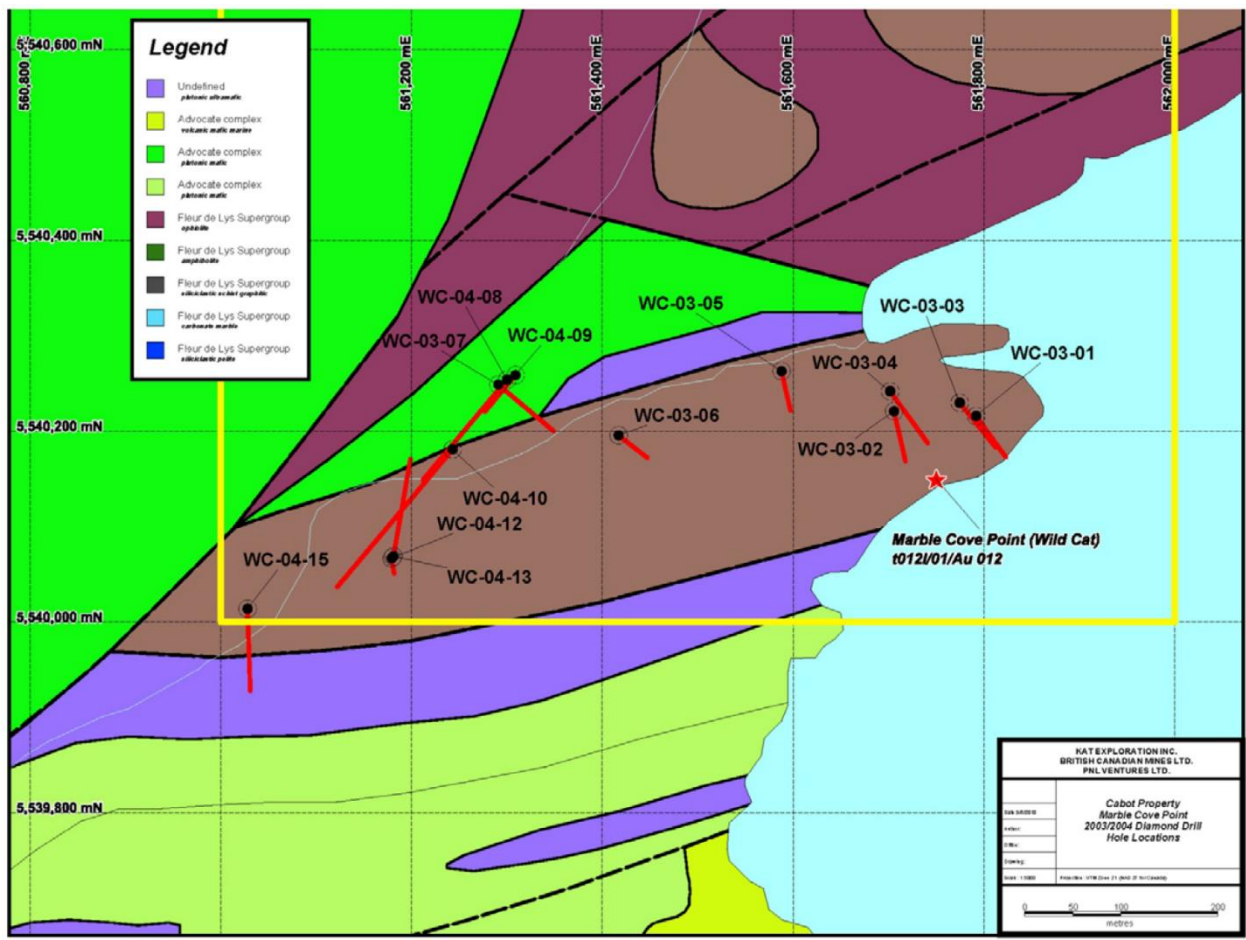 5,540,600 mN
560,800 mE
561,200 mE
561,400 mE
561,600 mE
561,800 mE
562,000 mE
Legend
Undefined
plutonic ultramafic
Advocate complex
volcanic mafic marine
Advocate complex
plutonic mafic
Advocate complex
plutonic mafic
Fleur de Lys Supergroup
ophiolite
Fleur de Lys Supergroup
amphibolite
Fleur de Lys Supergroup
siliciclastic schist graphitic
Fleur de Lys Supergroup
carbonate marble
Fleur de Lys Supergroup
siliciclastic pelite
5,540,400 mN
WC-04-08
WC-03-05
WC-03-03
WC-03-07
WC-04-09
WC-03-04
WC-03-01
5,540,200 mN
WC-03-06
WC-03-02
WC-04-10
WC-04-12
WC-04-15
WC-04-13
Marble Cove Point (Wild Cat)
t012I/01/Au 012
5,540,000 mN
5,539,800 mN
KAT EXPLORATION INC.
BRITISH CANADIAN MINES LTD.
PNL VENTURES LTD.
Cabot Property
Marble Cove Point
2003/2004 Diamond Drill
Hole Locations
Author:
Office:
Drawing:
0 50 100 200
metres